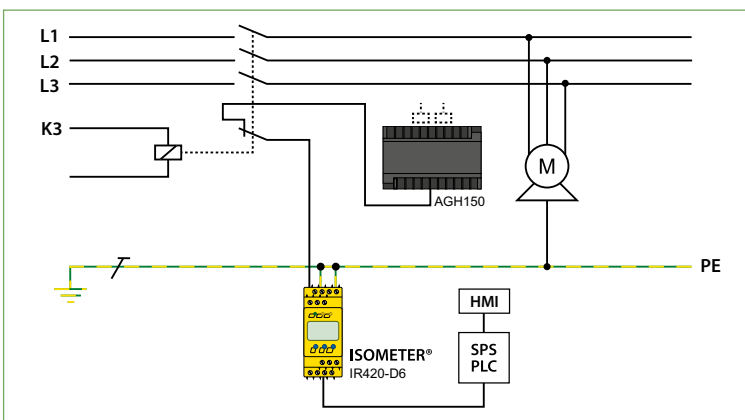 L1
L2
L3
K3
AGH150
M
PE
HMI
ISOMETER®
IR420-D6
SPS
PLC